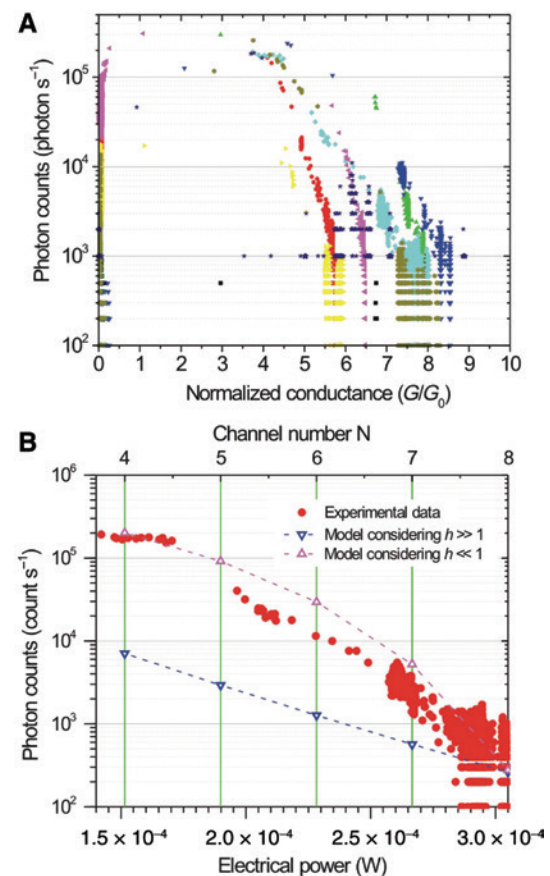 A
Photon counts (photon s⁻¹)
10⁵
10⁴
10³
10²
0 1 2 3 4 5 6 7 8 9 10
Normalized conductance (G/G₀)
B
Channel number N
4 5 6 7 8
Photon counts (count s⁻¹)
10⁶
10⁵
10⁴
10³
10²
Experimental data
Model considering h >> 1
Model considering h << 1
1.5 × 10⁻⁴ 2.0 × 10⁻⁴ 2.5 × 10⁻⁴ 3.0 × 10⁻⁴
Electrical power (W)